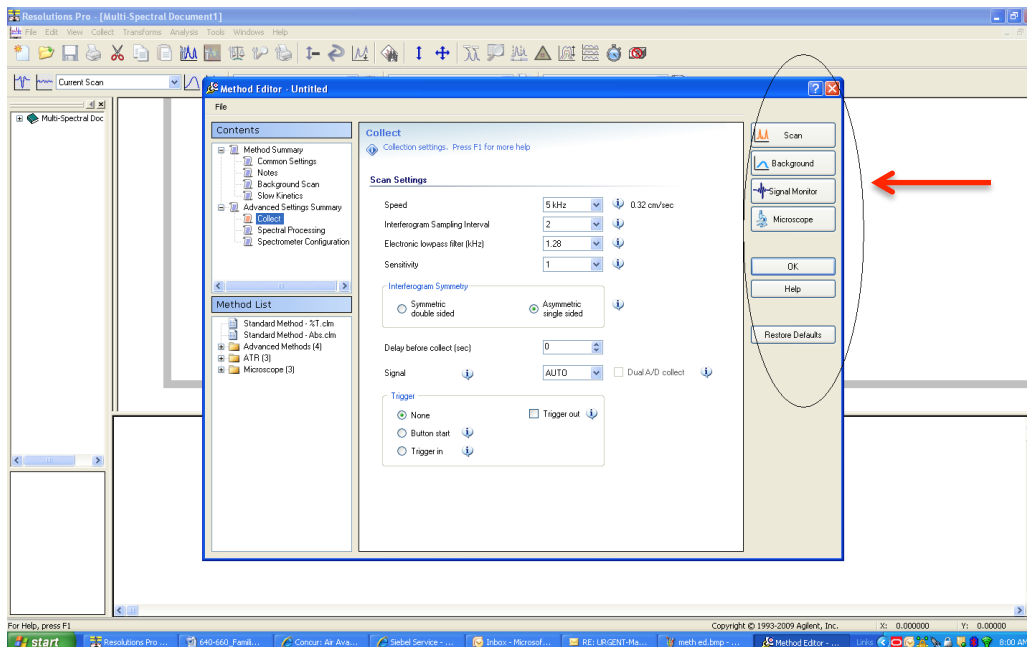 Resolutions Pro - [Multi-Spectral Document1]
File Edit View Collect Transforms Analysis Tools Windows Help
Current Scan
Multi-Spectral Doc
Method Editor - Untitled
File
Contents
Method Summary
Common Settings
Notes
Background Scan
Slow Kinetics
Advanced Settings Summary
Collect
Spectral Processing
Spectrometer Configuration
Method List
Standard Method - %T.clm
Standard Method - Abs.clm
Advanced Methods (4)
ATR (3)
Microscope (3)
Collect
Collection settings. Press F1 for more help
Scan Settings
Speed 5 kHz 0.32 cm/sec
Interferogram Sampling Interval 2
Electronic lowpass filter (kHz) 1.28
Sensitivity 1
Interferogram Symmetry
Symmetric double sided
Asymmetric single sided
Delay before collect (sec) 0
Signal AUTO Dual A/D collect
Trigger
None Trigger out
Button start
Trigger in
Scan
Background
Signal Monitor
Microscope
OK
Help
Restore Defaults
For Help, press F1
Copyright © 1993-2009 Agilent, Inc. X: 0.00000 Y: 0.00000
start Resolutions Pro ... 640-660_Famili... Concur: Air Ava... Siebel Service - ... Inbox - Microsof... RE: URGENT-Ma... meth ed.bmp - ... Method Editor - ... Links 8:00 AM